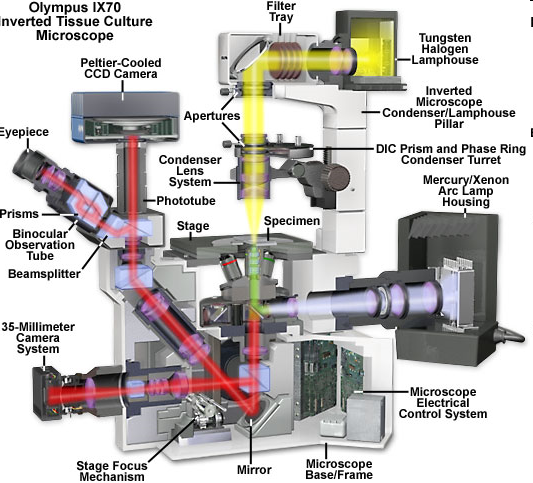 Olympus IX70
Inverted Tissue Culture
Microscope
Filter
Tray
Tungsten
Halogen
Lamphouse
Peltier-Cooled
CCD Camera
Apertures
Inverted
Microscope
Condenser/Lamphouse
Pillar
Eyepiece
DIC Prism and Phase Ring
Condenser Turret
Condenser
Lens
System
Mercury/Xenon
Arc Lamp
Housing
Phototube
Prisms
Stage
Specimen
Binocular
Observation
Tube
Beamsplitter
35-Millimeter
Camera
System
Microscope
Electrical
Control System
Stage Focus
Mechanism
Mirror
Microscope
Base/Frame